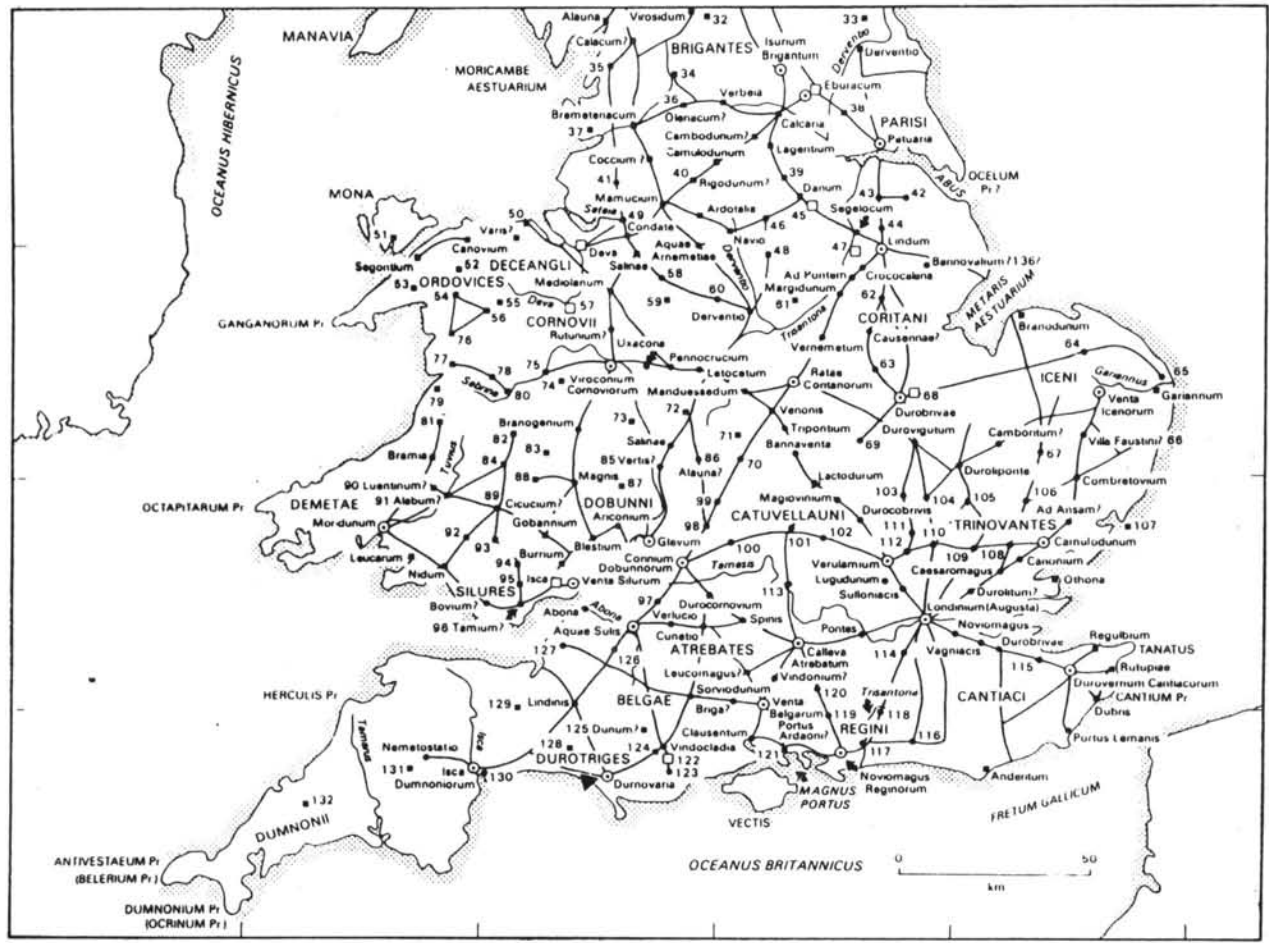 Alauna
Virosidum
32
33
MANAVIA
Calacum?
BRIGANTES
Isurium
Brigantum
Derventio
Derventio
MORICAMBE
AESTUARIUM
35
34
Eburacum
OCEANUS HIBERNICUS
36
Verbeia
38
Bremetenacum
Olenacum?
Calcaria
PARISI
37
Cambodunum?
Petuaria
Camulodunum
Lagentium
Coccium?
OCELUM
Pr?
ABUS
MONA
41
40
Rigodunum?
39
Danum
43
42
Mamucium
Seteia
49
Ardotalia
45
Segelocum
44
50
51
Varis?
Condate
46
Canovium
Deva
Aquae
Arnemetiae
Navio
48
47
Lindum
Segontium
52
DECEANGLI
Salinae
58
Derventio
Ad Pontem
Bannovalium? 136?
Crococalana
53
ORDOVICES
Mediolanum
Margidunum
54
55
Deva
57
59
60
61
62
METARIS
AESTUARIUM
56
CORNOVII
Derventio
CORITANI
GANGANORUM Pr
Rutunium?
Trisantona
Causennae?
Branodunum
76
Uxacona
Vernemetum
64
77
75
Pennocrucium
63
78
Letocetum
Ratae
Coritanorum
ICENI
Gariannus
65
Sabrina
74
Viroconium
Cornoviorum
Manduessedum
68
Gariannum
80
Durobrivae
Venta
Icenorum
79
73
72
Venonis
81
Branogenium
71
Tripontium
69
Durovigutum
Camboritum?
Villa Faustini?
66
82
83
Salinae
Bannaventa
67
Bremia
Tuvius
84
85 Vertis?
86
70
Duroliponte
Combretovium
90 Luentinum?
88
Magnis
87
Alauna?
Lactodurum
91 Alabum?
89
DOBUNNI
99
103
104
105
106
OCTAPITARUM Pr
DEMETAE
Cicucium?
Magiovinium
Durocobrivis
Ad Ansam?
Moridunum
Ariconium
98
CATUVELLAUNI
111
110
TRINOVANTES
92
Gobannium
107
93
Glevum
102
112
109
108
Camulodunum
Leucarum
Blestium
Corinium
Dobunnorum
100
101
Burrium
Verulamium
Caesaromagus
Canonium
Nidum
94
Tamesis
95
Isca
Lugudunum
Othona
SILURES
Venta Silurum
113
Sulloniacis
Durolitum?
Bovium?
Abona
97
Durocornovium
Londinium (Augusta)
96 Tamium?
Abona
Verlucio
Spinis
Pontes
Noviomagus
Aquae Sulis
Cunetio
Durobrivae
Regulbium
TANATUS
127
ATREBATES
Calleva
Atrebatum
114
Vagniacis
115
Rutupiae
126
Leucomagus?
Vindonium?
Durovernum Cantiacorum
HERCULIS Pr
Trisantona
CANTIACI
CANTIUM Pr
Sorviodunum
120
Dubris
129
Lindinis
BELGAE
Briga?
Venta
Belgarum
119
118
Tamarus
Isca
125
Dunum?
Clausentum
Portus
Ardaoni?
REGINI
116
Portus Lemanis
Nemetostatio
128
124
Vindocladia
DUROTRIGES
121
117
131
Isca
Dumnoniorum
130
122
123
Durnovaria
Noviomagus
Reginorum
Anderitum
132
MAGNUS
PORTUS
FRETUM GALLICUM
DUMNONII
VECTIS
ANTIVESTAEUM Pr
(BELERIUM Pr)
OCEANUS BRITANNICUS
0
50
km
DUMNONIUM Pr
(OCRINUM Pr)